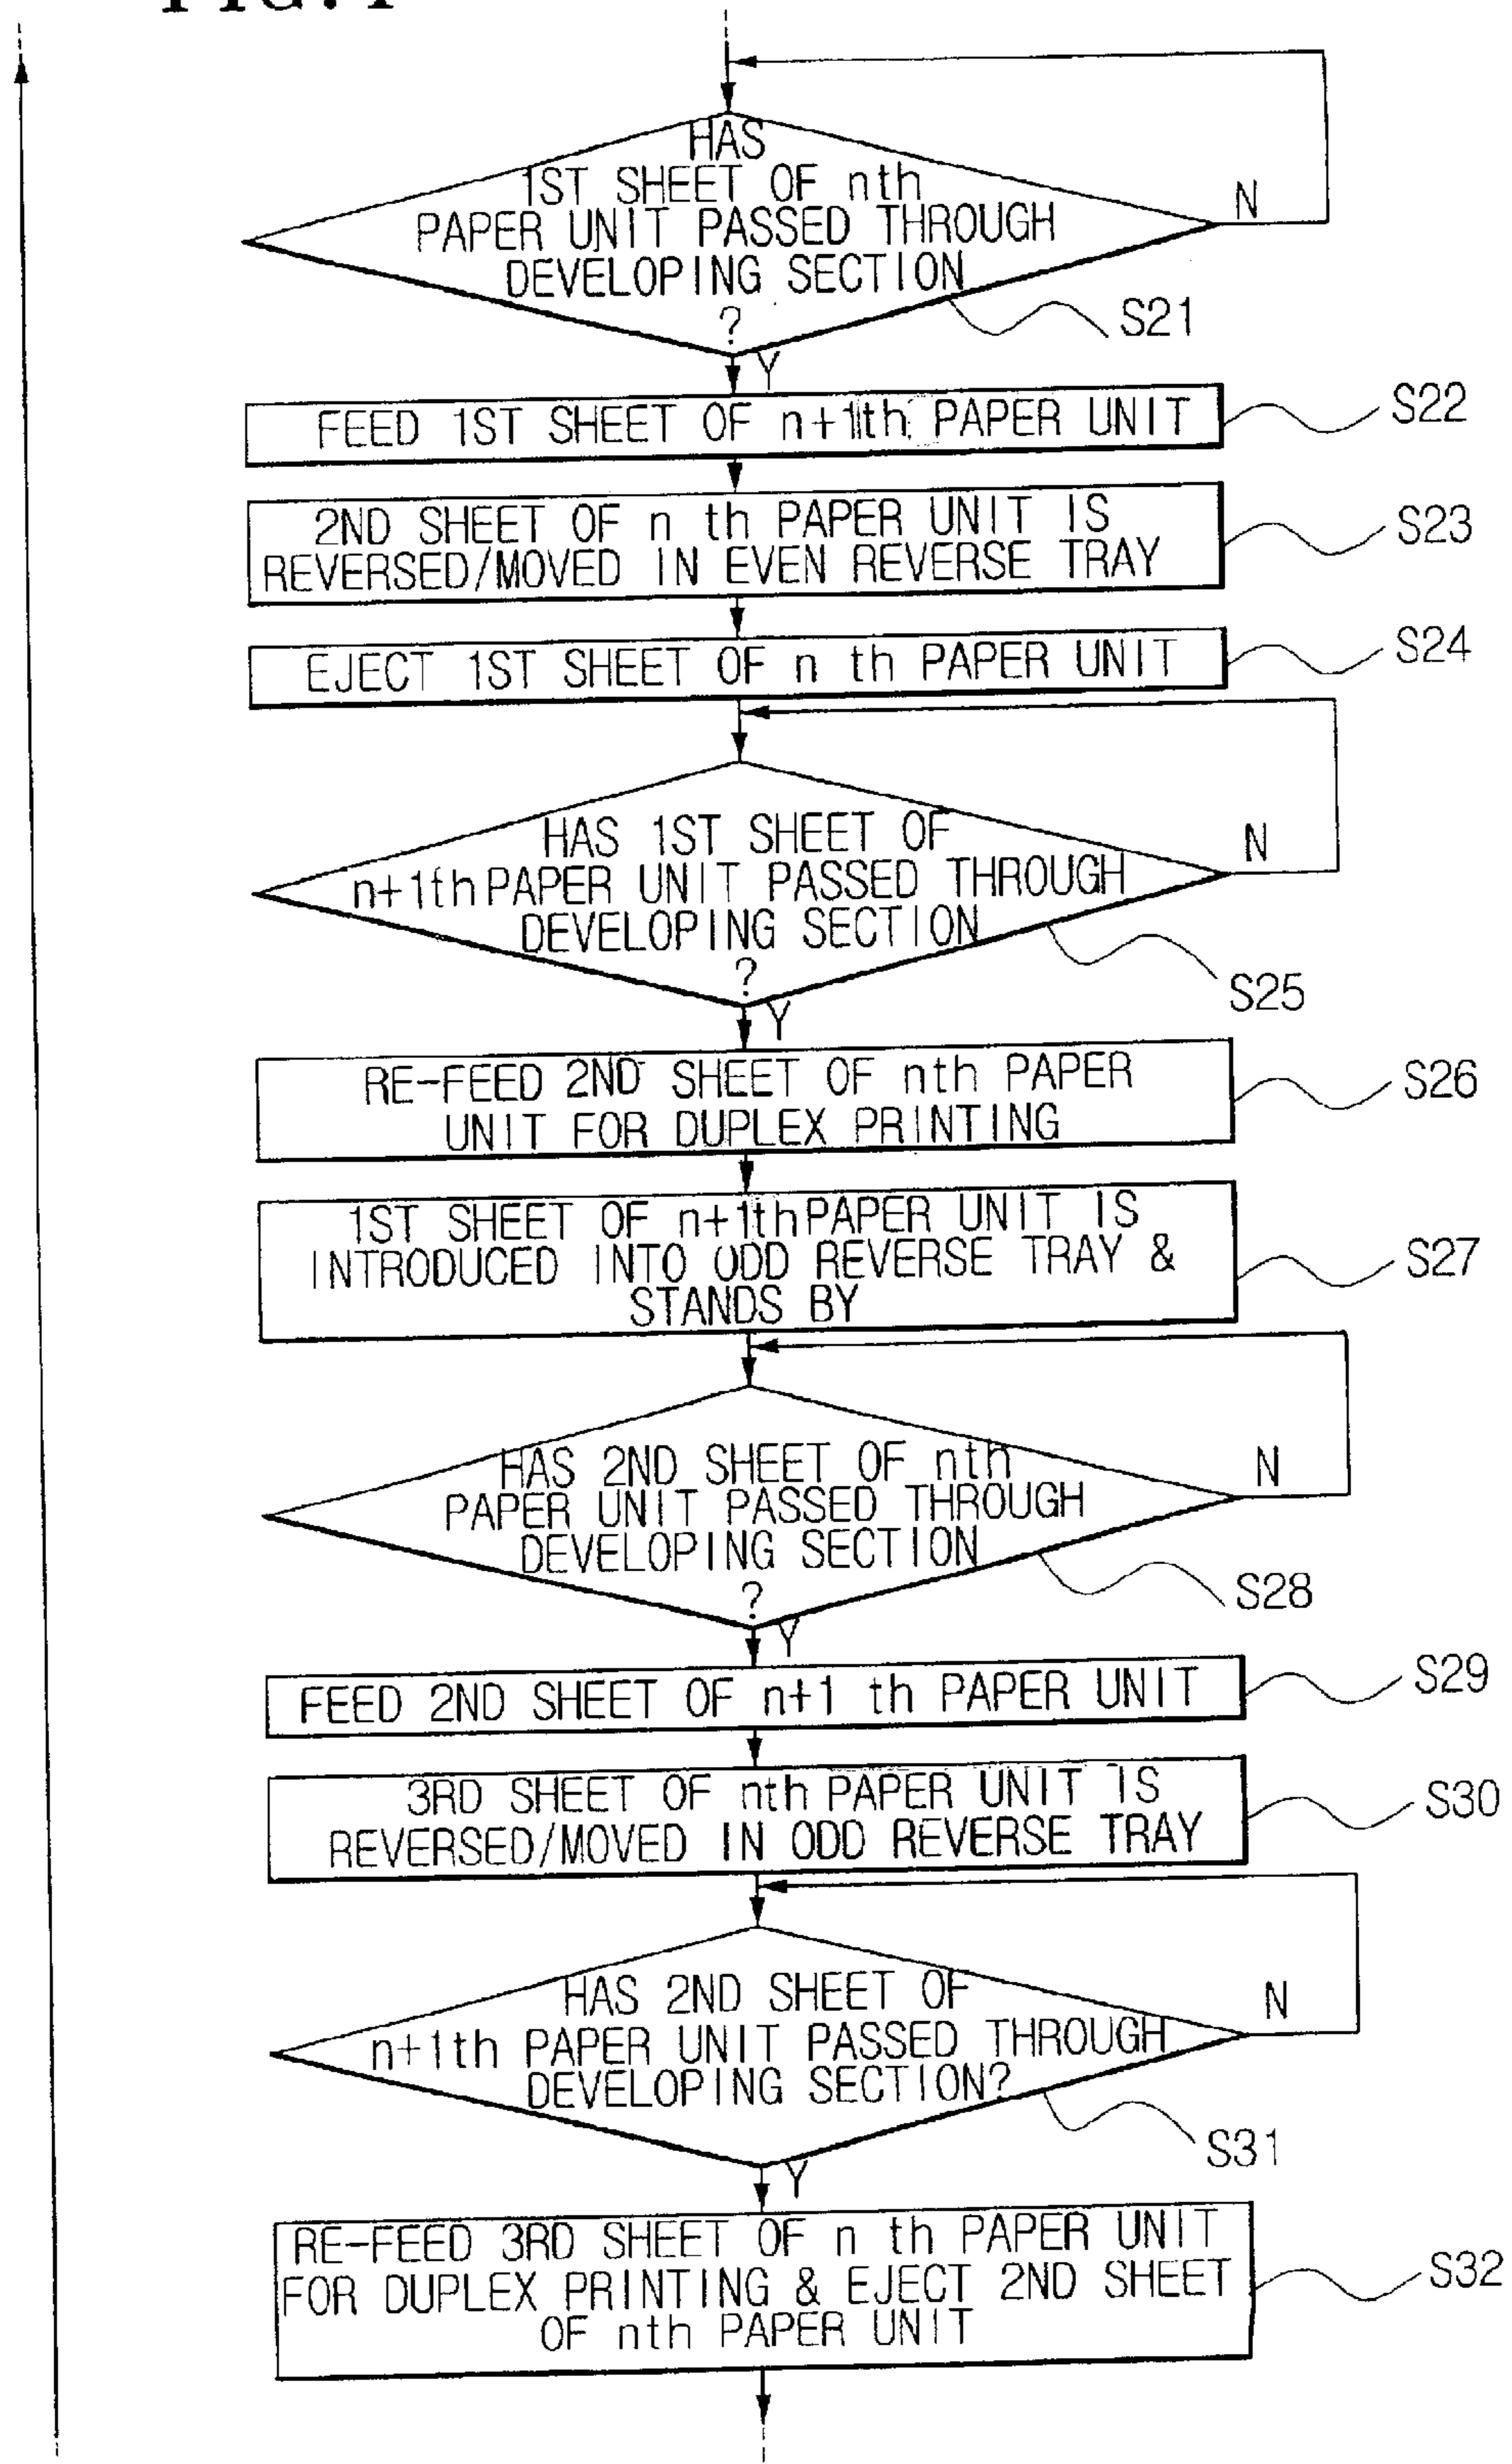 HAS
1ST SHEET OF nth
PAPER UNIT PASSED THROUGH
DEVELOPING SECTION
?
N
S21
Y
FEED 1ST SHEET OF n+1th PAPER UNIT
S22
2ND SHEET OF n th PAPER UNIT IS
REVERSED/MOVED IN EVEN REVERSE TRAY
S23
EJECT 1ST SHEET OF n th PAPER UNIT
S24
HAS 1ST SHEET OF
n+1th PAPER UNIT PASSED THROUGH
DEVELOPING SECTION
?
N
S25
Y
RE-FEED 2ND SHEET OF nth PAPER
UNIT FOR DUPLEX PRINTING
S26
1ST SHEET OF n+1th PAPER UNIT IS
INTRODUCED INTO ODD REVERSE TRAY &
STANDS BY
S27
HAS 2ND SHEET OF nth
PAPER UNIT PASSED THROUGH
DEVELOPING SECTION
?
N
S28
Y
FEED 2ND SHEET OF n+1 th PAPER UNIT
S29
3RD SHEET OF nth PAPER UNIT IS
REVERSED/MOVED IN ODD REVERSE TRAY
S30
HAS 2ND SHEET OF
n+1th PAPER UNIT PASSED THROUGH
DEVELOPING SECTION?
N
S31
Y
RE-FEED 3RD SHEET OF n th PAPER UNIT
FOR DUPLEX PRINTING & EJECT 2ND SHEET
OF nth PAPER UNIT
S32